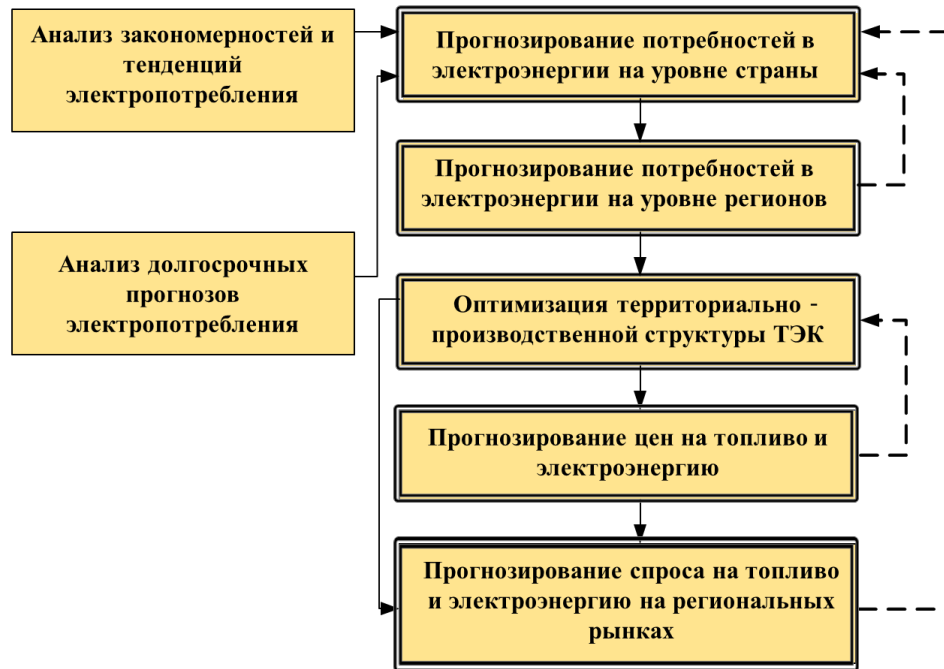 Анализ закономерностей и
тенденций
электропотребления
Прогнозирование потребностей в
электроэнергии на уровне страны
Прогнозирование потребностей в
электроэнергии на уровне регионов
Анализ долгосрочных
прогнозов
электропотребления
Оптимизация территориально -
производственной структуры ТЭК
Прогнозирование цен на топливо и
электроэнергию
Прогнозирование спроса на топливо
и электроэнергию на региональных
рынках